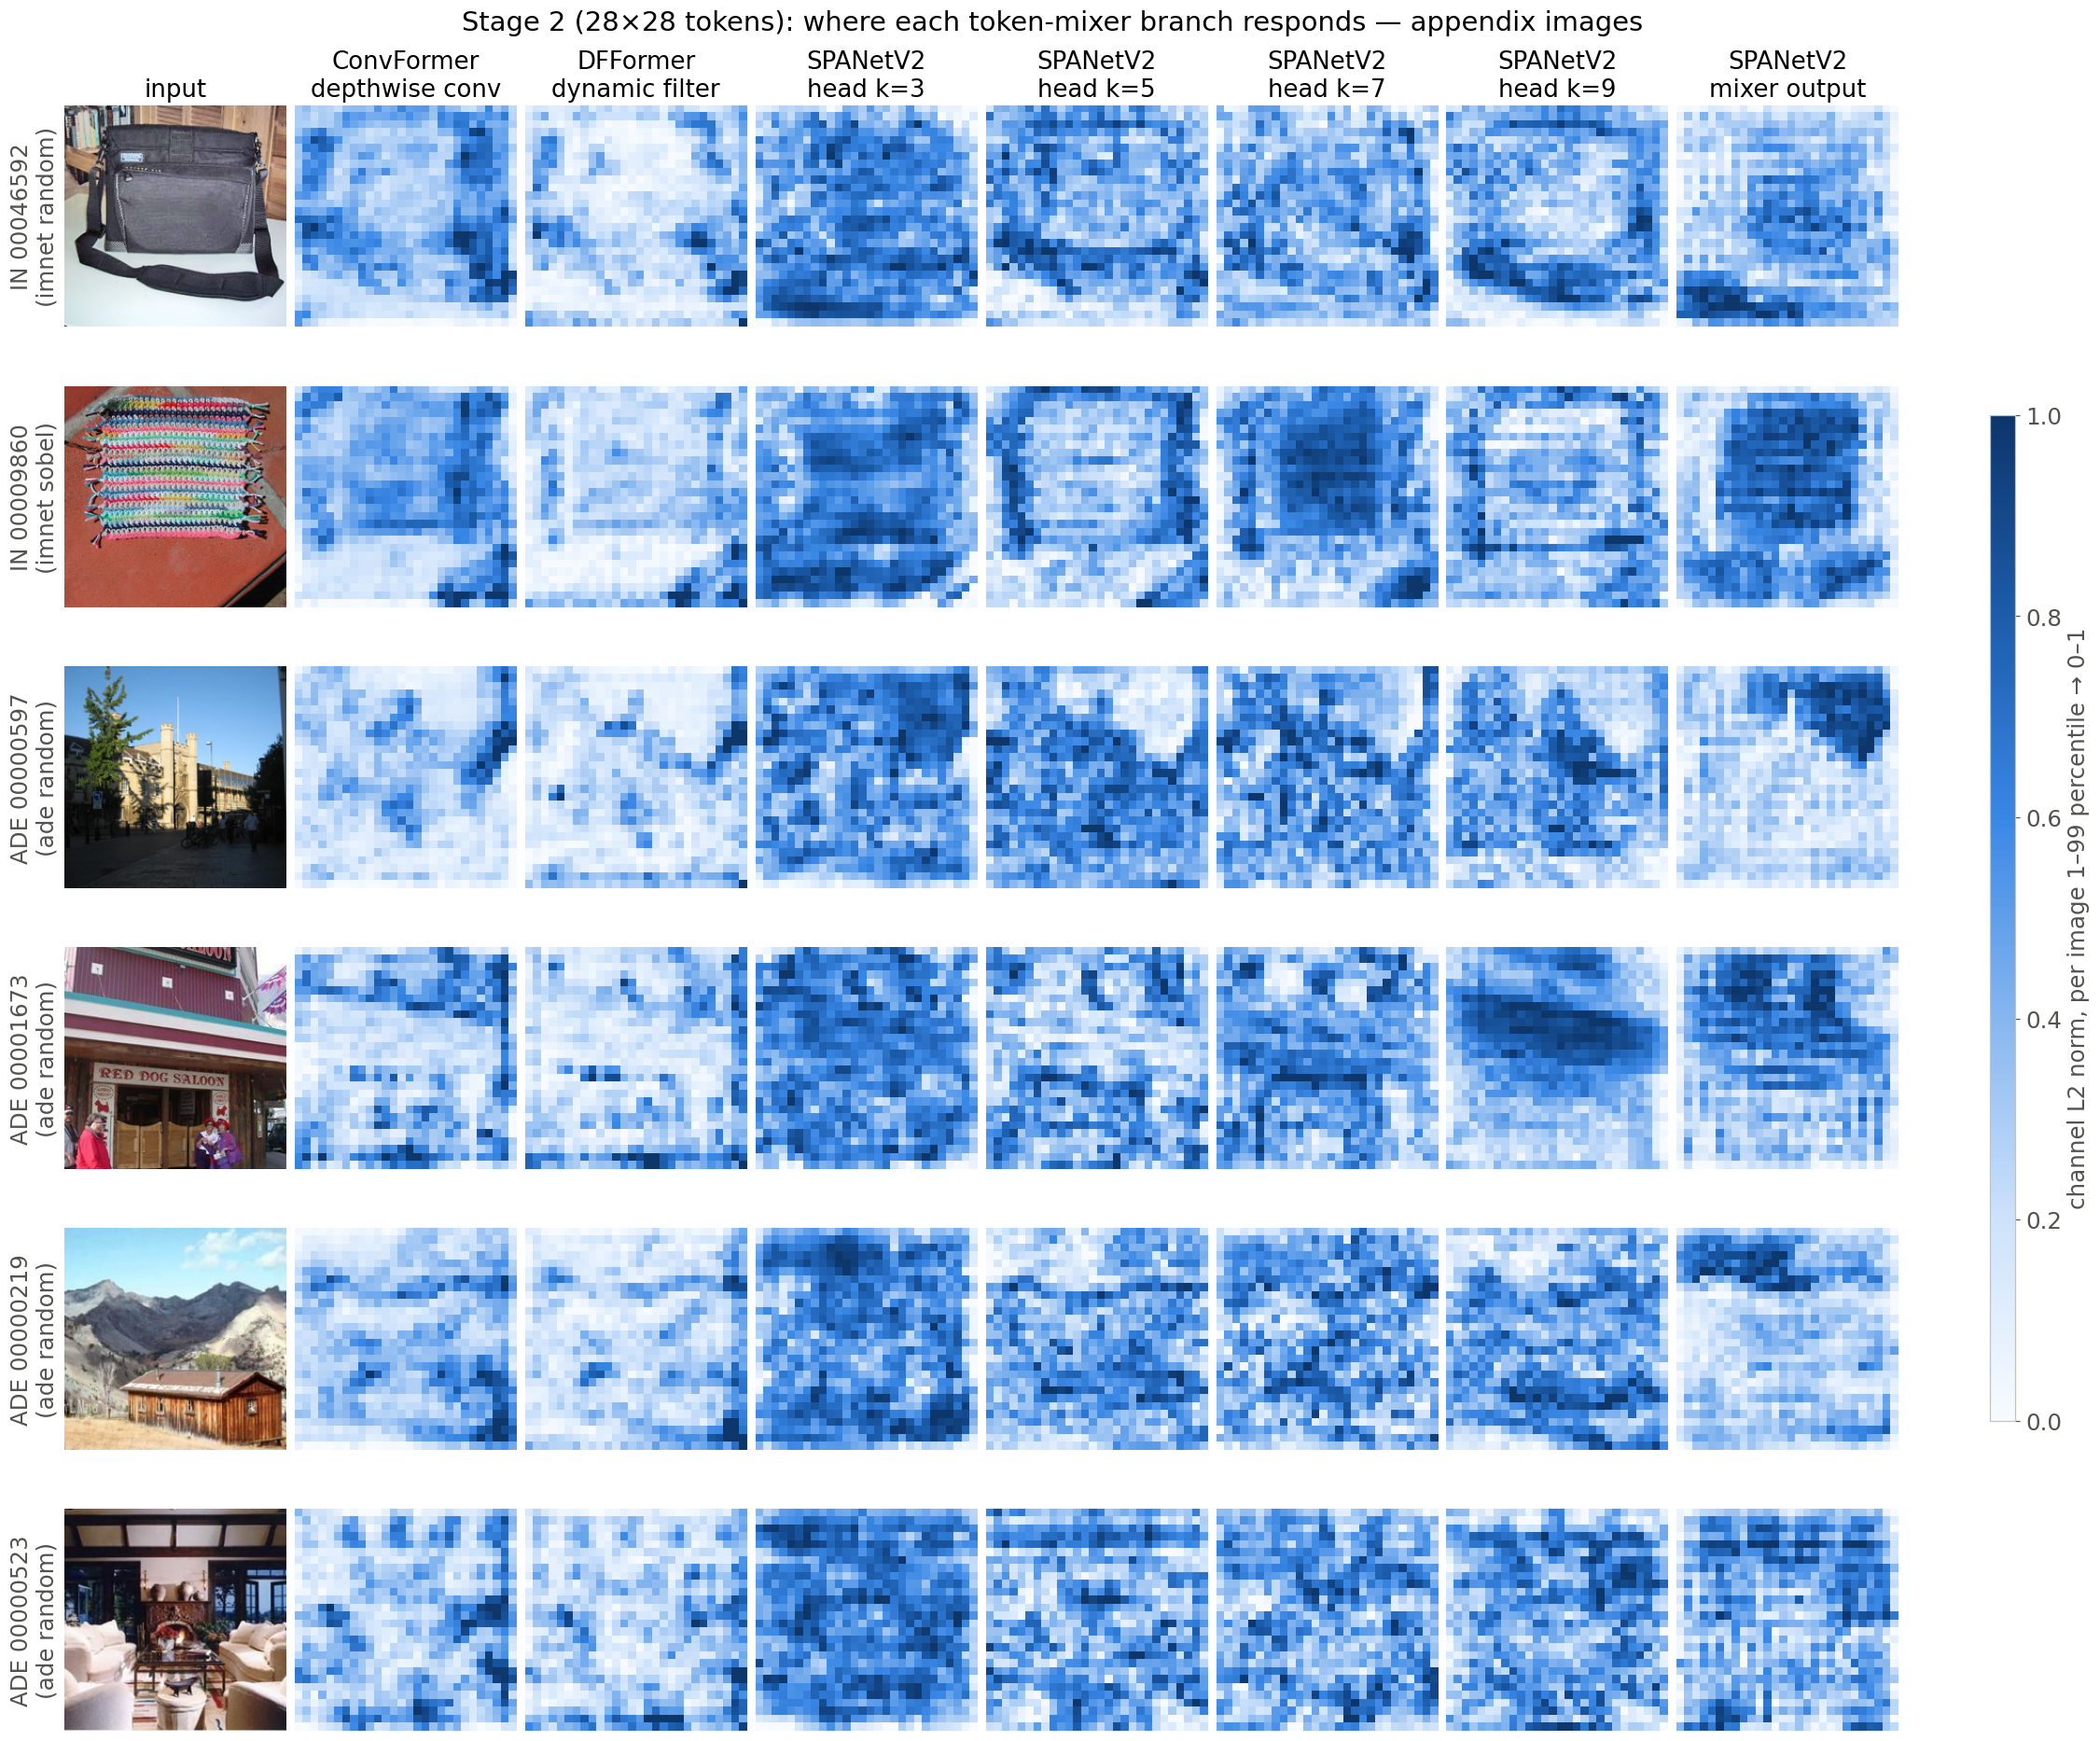 Stage 2 (28×28 tokens): where each token-mixer branch responds — appendix images
input
ConvFormer
depthwise conv
DFFormer
dynamic filter
SPANetV2
head k=3
SPANetV2
head k=5
SPANetV2
head k=7
SPANetV2
head k=9
SPANetV2
mixer output
IN 00046592
(imnet random)
IN 00009860
(imnet sobel)
ADE 00000597
(ade random)
ADE 00001673
(ade random)
RED DOG SALOON
ADE 00000219
(ade random)
ADE 00000523
(ade random)
1.0
0.8
0.6
0.4
0.2
0.0
channel L2 norm, per image 1–99 percentile → 0–1